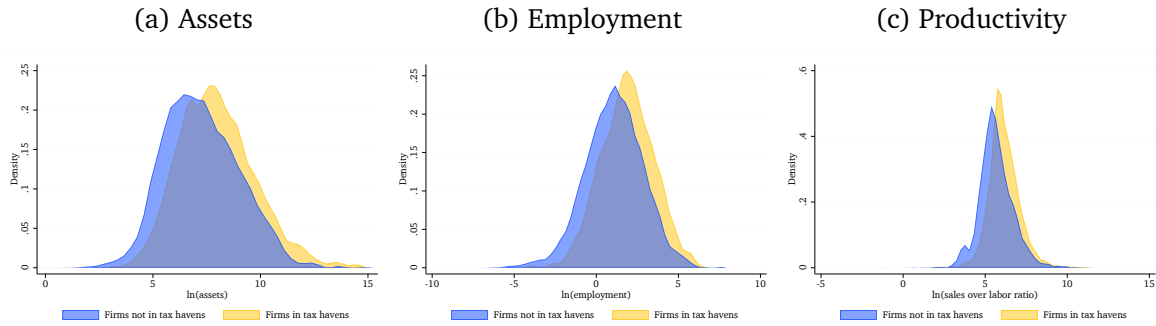 (a) Assets
(b) Employment
(c) Productivity
Density
.25
.2
.15
.1
.05
0
0
5
10
15
ln(assets)
Firms not in tax havens
Firms in tax havens
Density
.25
.2
.15
.1
.05
0
-10
-5
0
5
10
ln(employment)
Firms not in tax havens
Firms in tax havens
Density
.6
.4
.2
0
-5
0
5
10
15
ln(sales over labor ratio)
Firms not in tax havens
Firms in tax havens